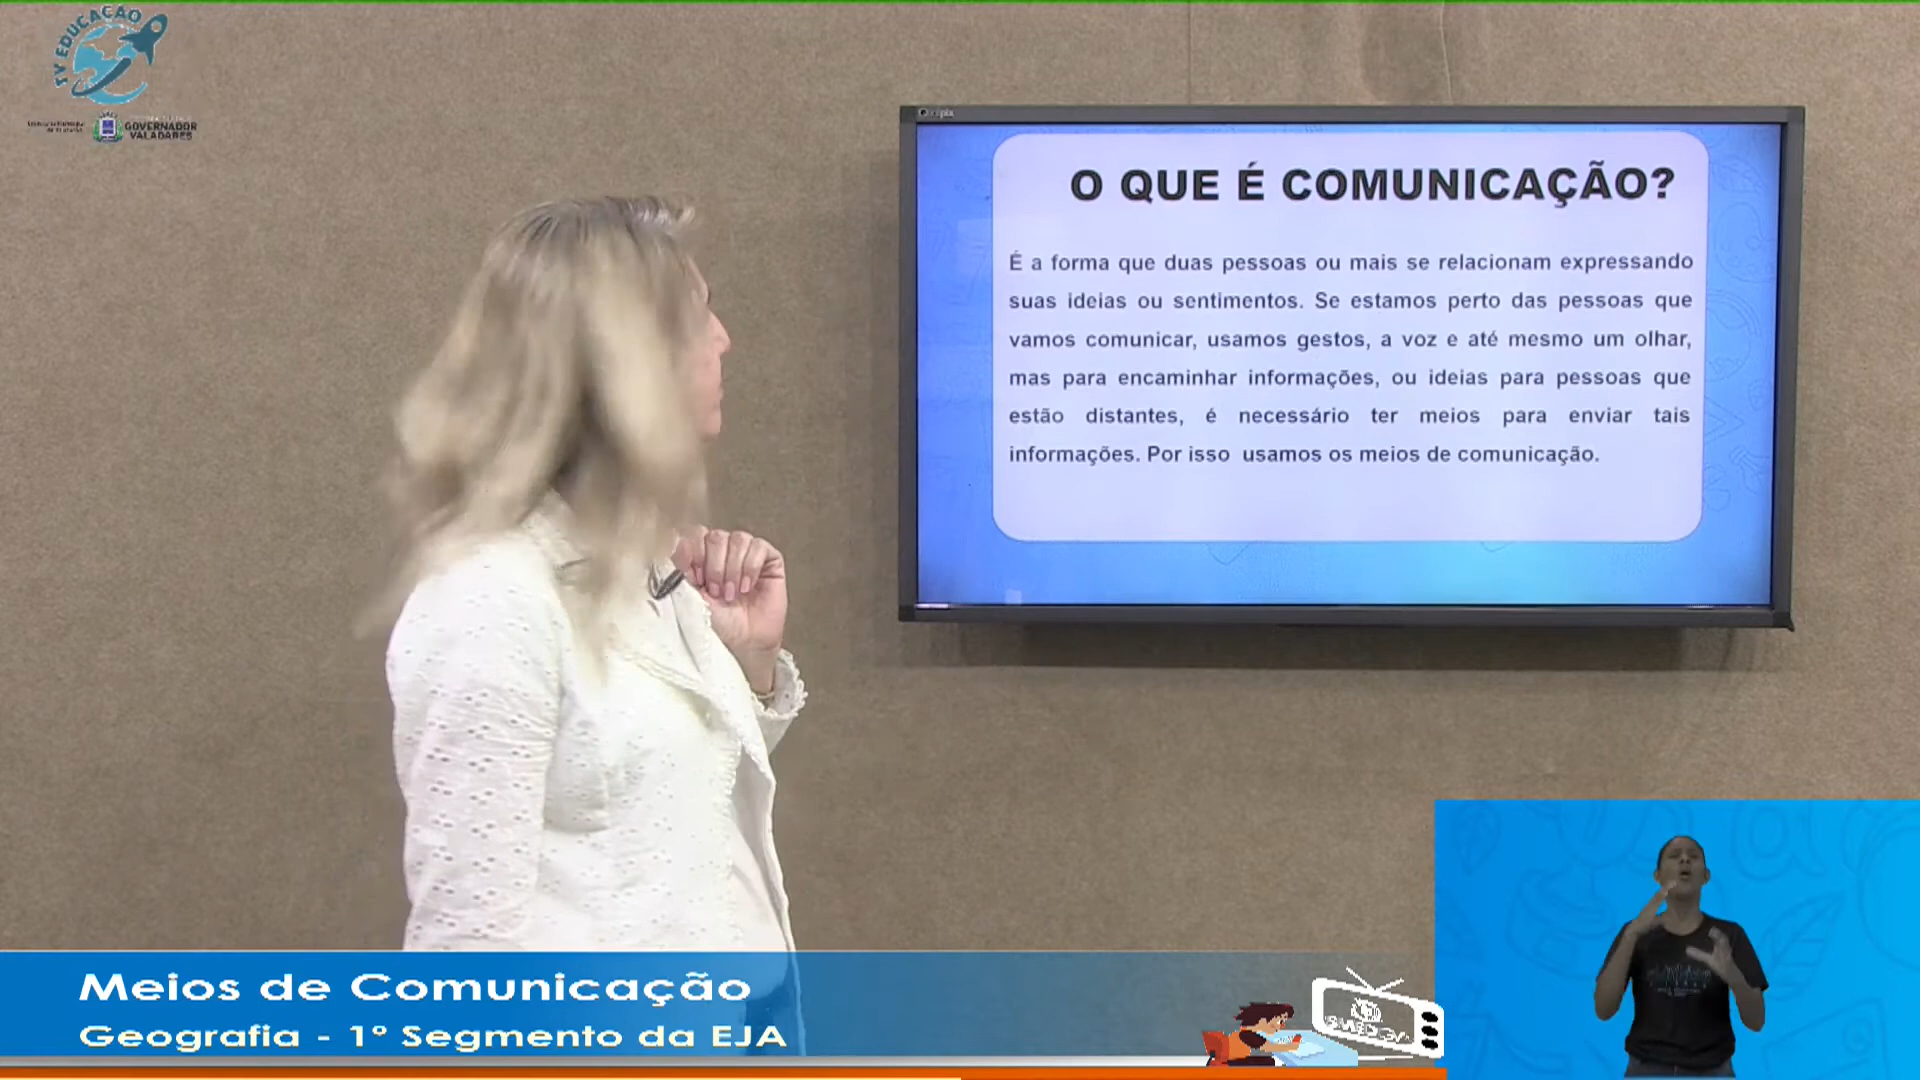 TV EDUCAÇÃO
GOVERNADOR
VALADARES
O QUE É COMUNICAÇÃO?
É a forma que duas pessoas ou mais se relacionam expressando
suas ideias ou sentimentos. Se estamos perto das pessoas que
vamos comunicar, usamos gestos, a voz e até mesmo um olhar,
mas para encaminhar informações, ou ideias para pessoas que
estão distantes, é necessário ter meios para enviar tais
informações. Por isso usamos os meios de comunicação.
Meios de Comunicação
Geografia - 1º Segmento da EJA